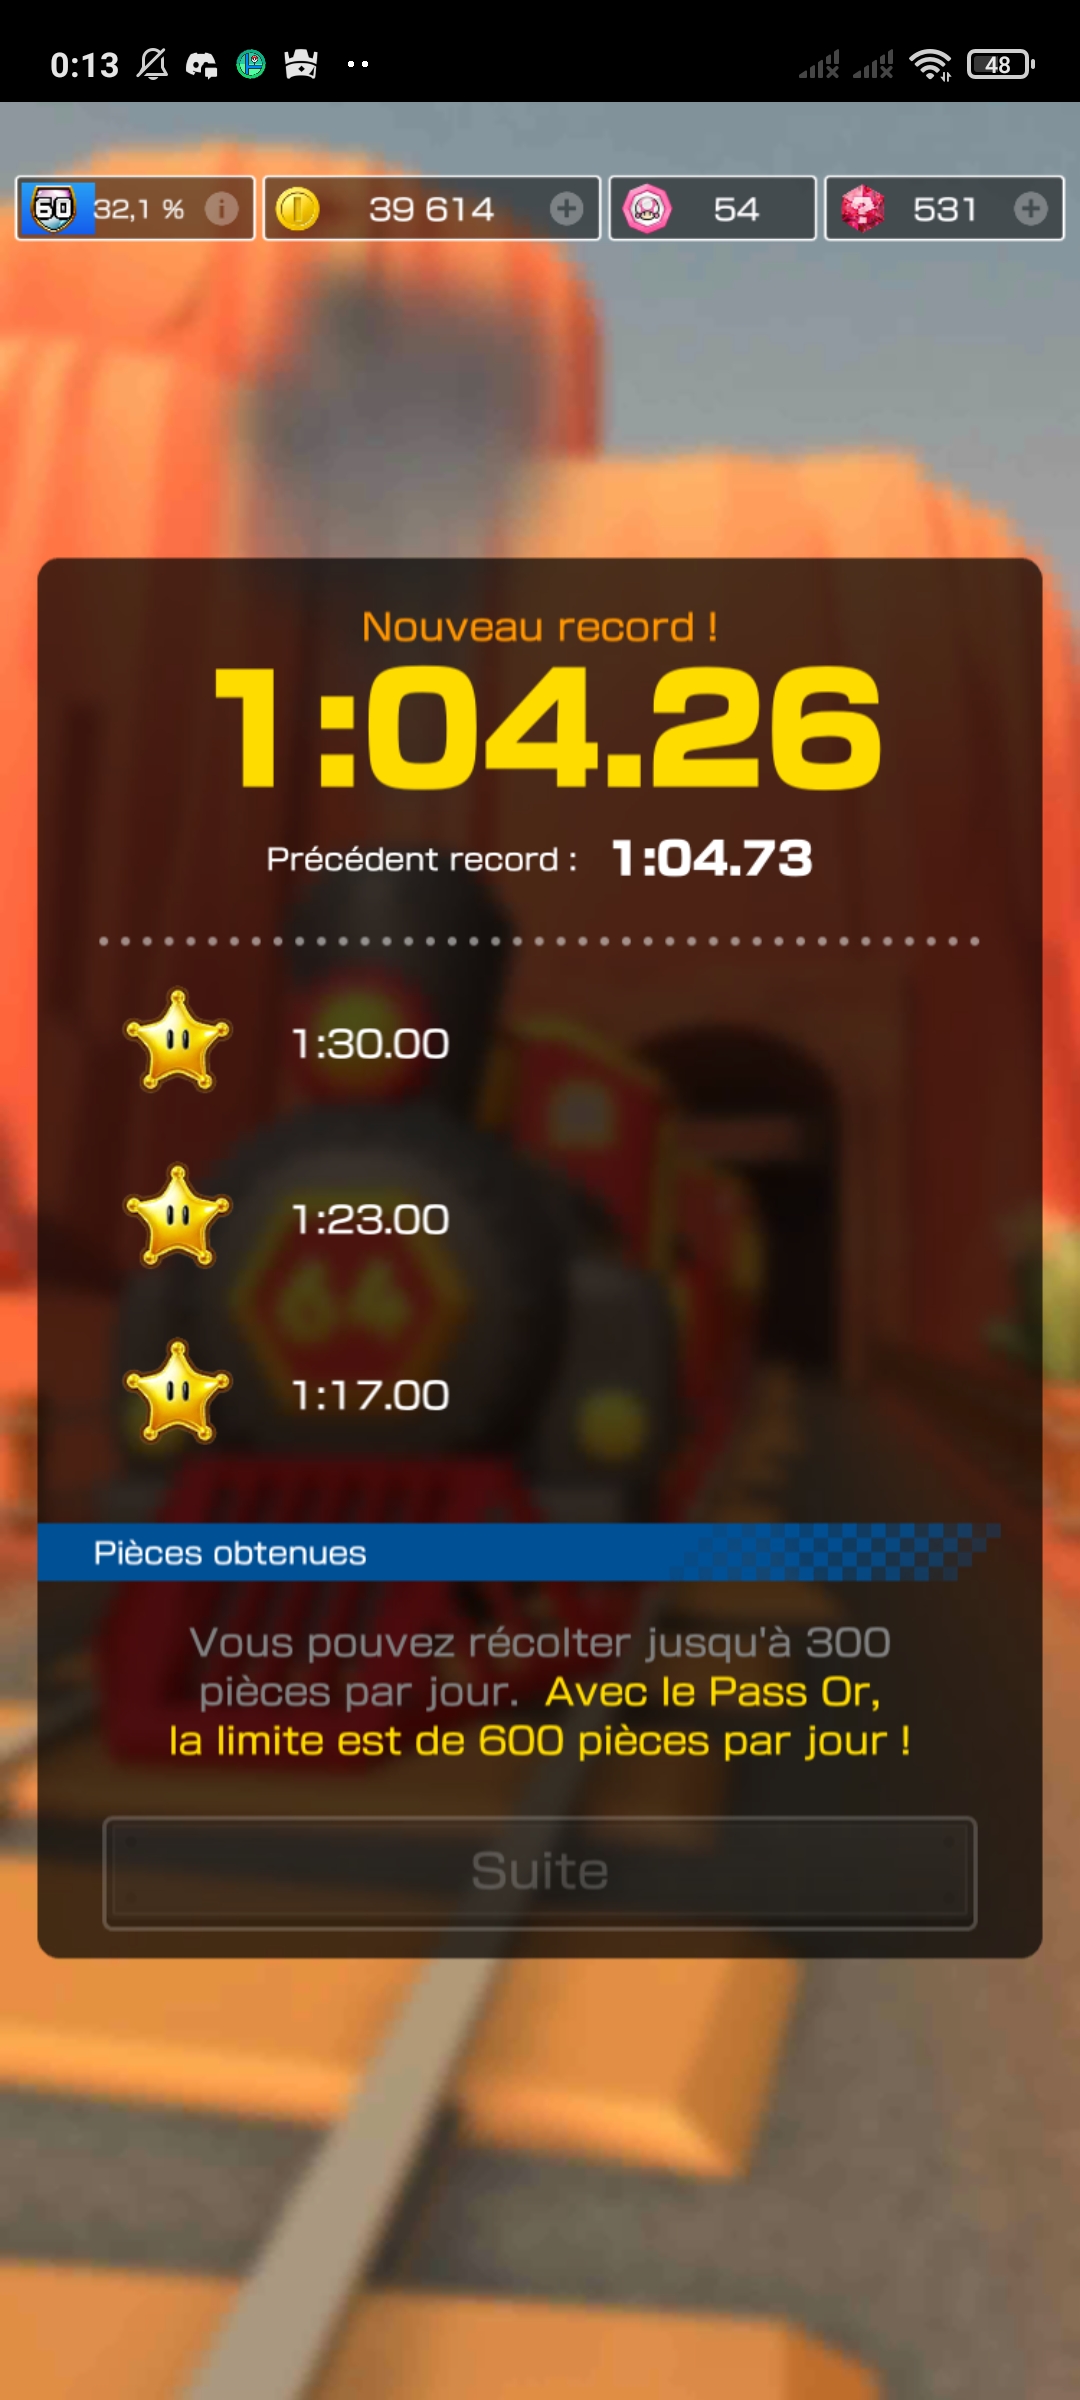 0:13
48
60 32,1 % i
39 614
54
531
Nouveau record !
1:04.26
Précédent record : 1:04.73
1:30.00
1:23.00
1:17.00
64
Pièces obtenues
Vous pouvez récolter jusqu'à 300
pièces par jour. Avec le Pass Or,
la limite est de 600 pièces par jour !
Suite